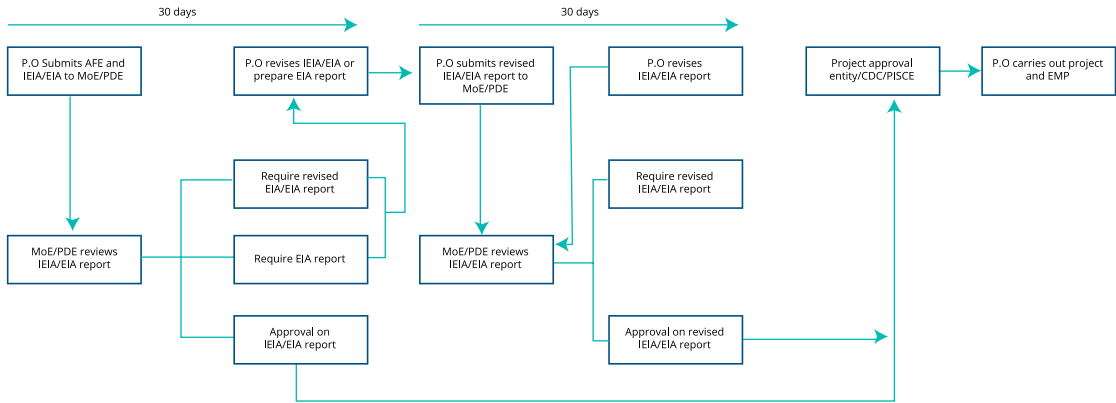 30 days
30 days
P.O Submits AFE and
IEIA/EIA to MoE/PDE
P.O revises IEIA/EIA or
prepare EIA report
P.O submits revised
IEIA/EIA report to
MoE/PDE
P.O revises
IEIA/EIA report
Project approval
entity/CDC/PISCE
P.O carries out project
and EMP
Require revised
EIA/EIA report
Require revised
IEIA/EIA report
MoE/PDE reviews
IEIA/EIA report
Require EIA report
MoE/PDE reviews
IEIA/EIA report
Approval on
IEIA/EIA report
Approval on revised
IEIA/EIA report